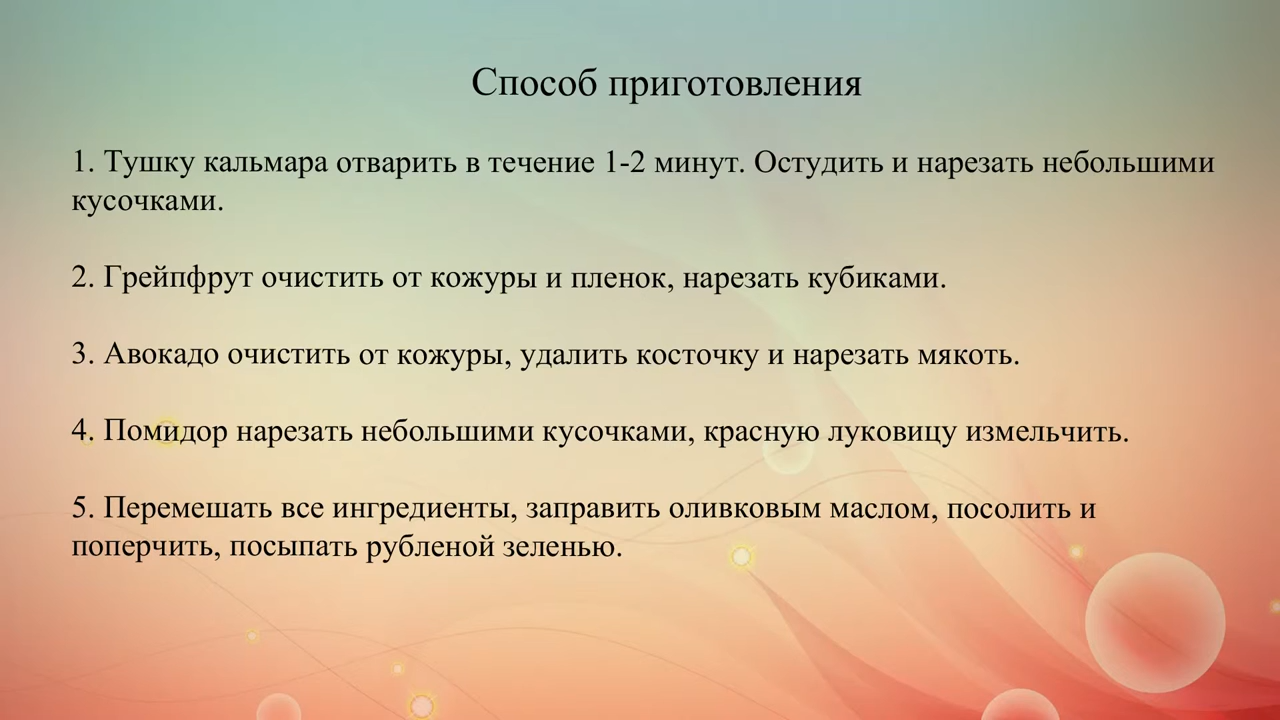 Способ приготовления
1. Тушку кальмара отварить в течение 1-2 минут. Остудить и нарезать небольшими
кусочками.
2. Грейпфрут очистить от кожуры и пленок, нарезать кубиками.
3. Авокадо очистить от кожуры, удалить косточку и нарезать мякоть.
4. Помидор нарезать небольшими кусочками, красную луковицу измельчить.
5. Перемешать все ингредиенты, заправить оливковым маслом, посолить и
поперчить, посыпать рубленой зеленью.